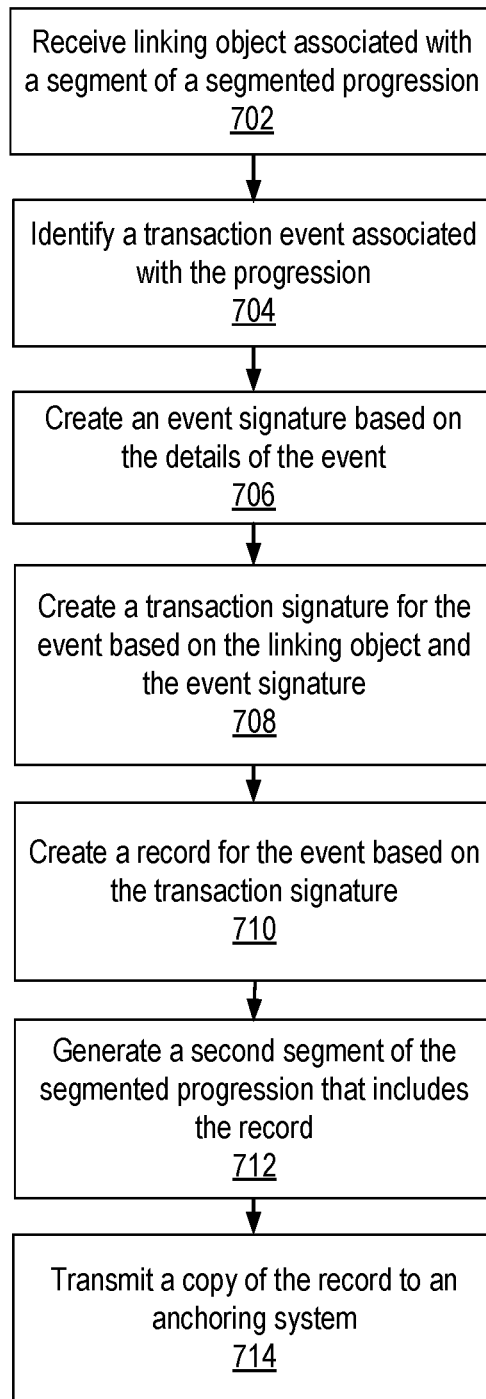 Receive linking object associated with
a segment of a segmented progression
702
Identify a transaction event associated
with the progression
704
Create an event signature based on
the details of the event
706
Create a transaction signature for the
event based on the linking object and
the event signature
708
Create a record for the event based on
the transaction signature
710
Generate a second segment of the
segmented progression that includes
the record
712
Transmit a copy of the record to an
anchoring system
714